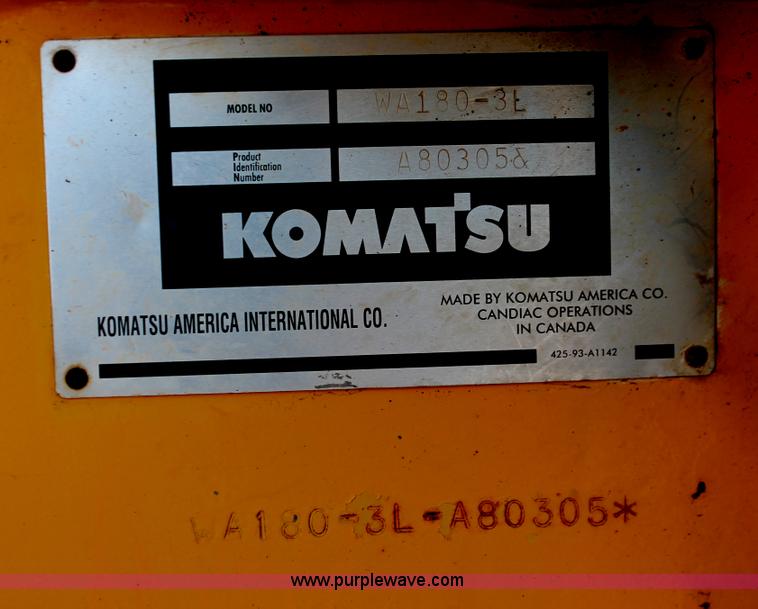 MODEL NO WA180-3L
Product
Identification
Number
A80305&
KOMATSU
KOMATSU AMERICA INTERNATIONAL CO.
MADE BY KOMATSU AMERICA CO.
CANDIAC OPERATIONS
IN CANADA
425-93-A1142
WA180-3L-A80305*
www.purplewave.com